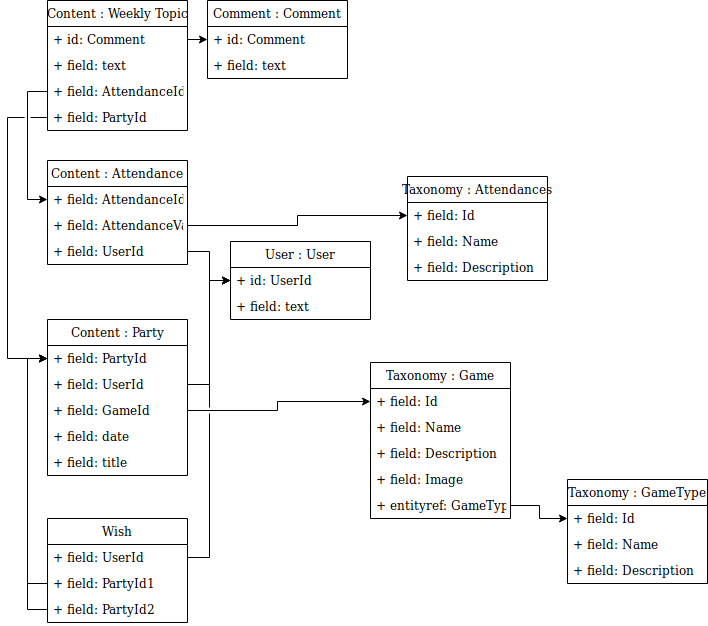 Content : Weekly Topic
+ id: Comment
+ field: text
+ field: AttendanceId
+ field: PartyId
Comment : Comment
+ id: Comment
+ field: text
Content : Attendance
+ field: AttendanceId
+ field: AttendanceVa
+ field: UserId
Taxonomy : Attendances
+ field: Id
+ field: Name
+ field: Description
User : User
+ id: UserId
+ field: text
Content : Party
+ field: PartyId
+ field: UserId
+ field: GameId
+ field: date
+ field: title
Taxonomy : Game
+ field: Id
+ field: Name
+ field: Description
+ field: Image
+ entityref: GameTyp
Taxonomy : GameType
+ field: Id
+ field: Name
+ field: Description
Wish
+ field: UserId
+ field: PartyId1
+ field: PartyId2